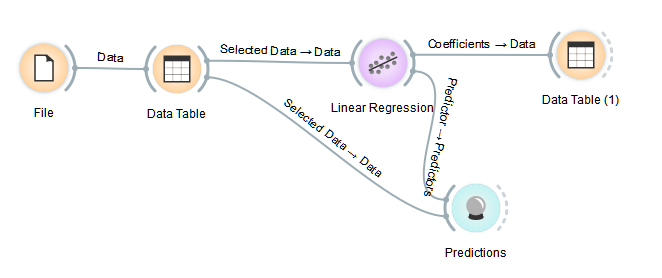 Data
Selected Data → Data
Coefficients → Data
File
Data Table
Linear Regression
Data Table (1)
Selected Data → Data
Predictor → Predictors
Predictions